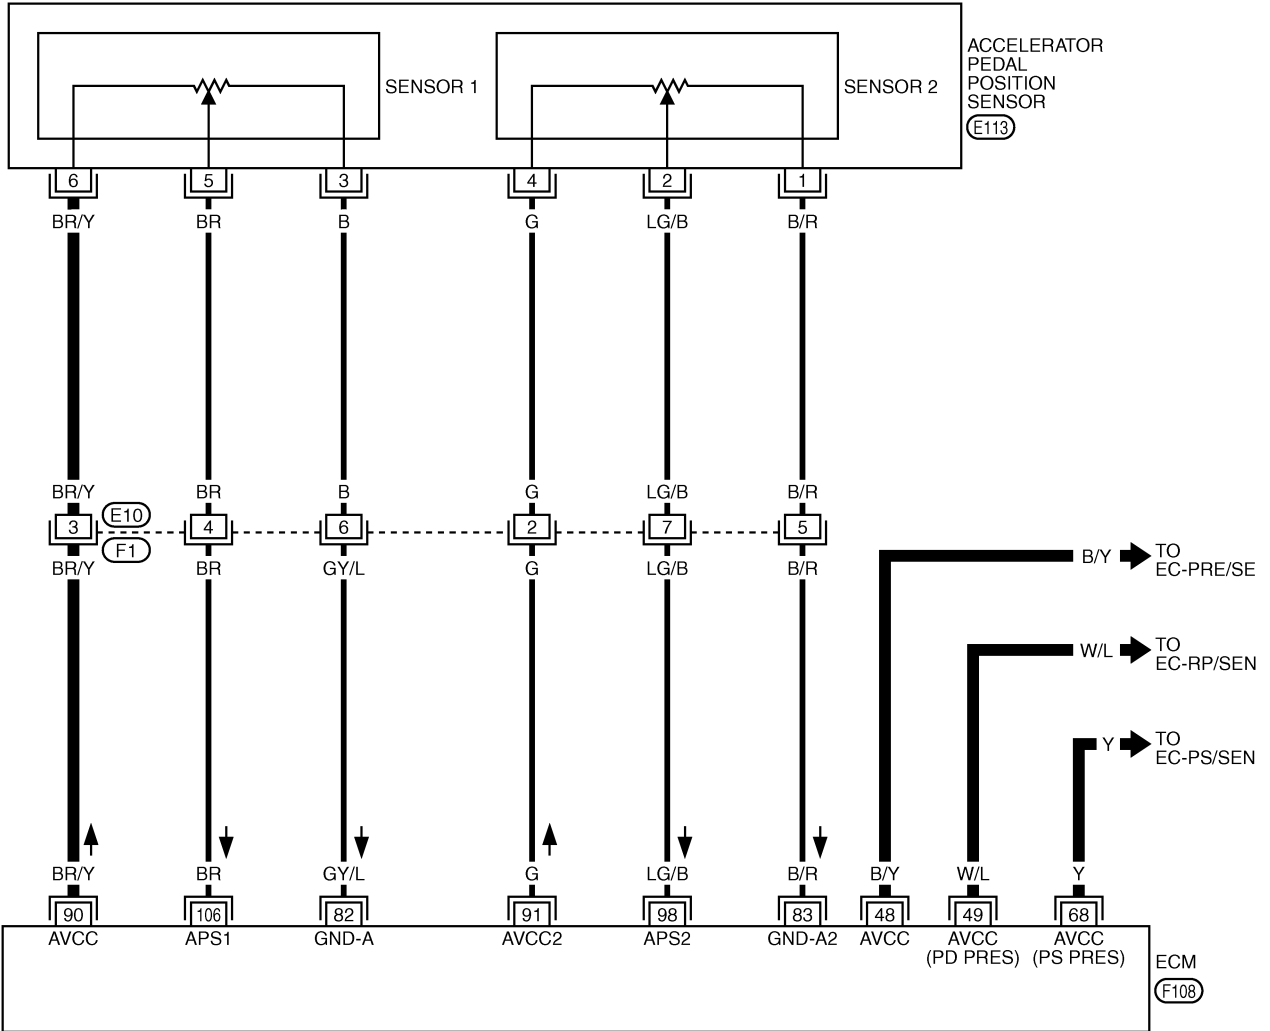 ACCELERATOR
PEDAL
POSITION
SENSOR
E113
SENSOR 1
SENSOR 2
6 5 3 4 2 1
BR/Y BR B G LG/B B/R
BR/Y BR B G LG/B B/R
E10
3 4 6 2 7 5
F1
BR/Y BR GY/L G LG/B B/R
B/Y TO
EC-PRE/SE
W/L TO
EC-RP/SEN
Y TO
EC-PS/SEN
BR/Y BR GY/L G LG/B B/R B/Y W/L Y
90 106 82 91 98 83 48 49 68
AVCC APS1 GND-A AVCC2 APS2 GND-A2 AVCC AVCC AVCC
(PD PRES) (PS PRES)
ECM
F108